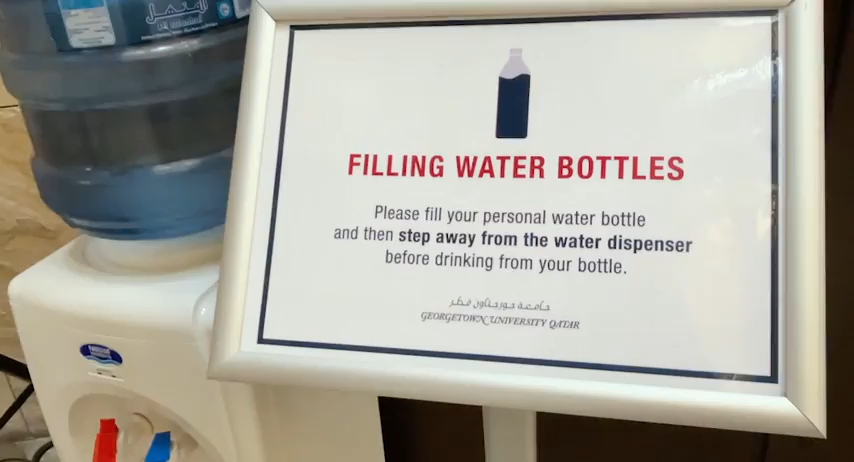 المنهل
FILLING WATER BOTTLES
Please fill your personal water bottle
and then step away from the water dispenser
before drinking from your bottle.
جامعة جورجتاون قطر
GEORGETOWN UNIVERSITY QATAR